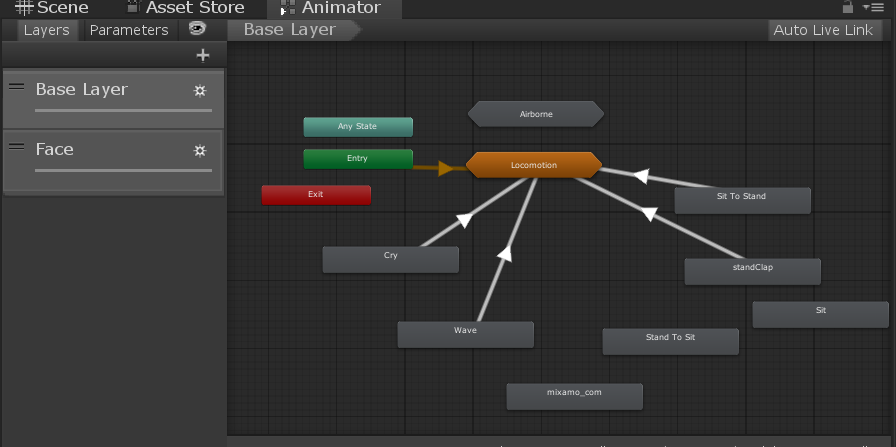 Scene Asset Store Animator
Layers Parameters Base Layer Auto Live Link
Base Layer
Face
Airborne
Any State
Entry
Locomotion
Exit
Sit To Stand
Cry
standClap
Sit
Wave
Stand To Sit
mixamo_com